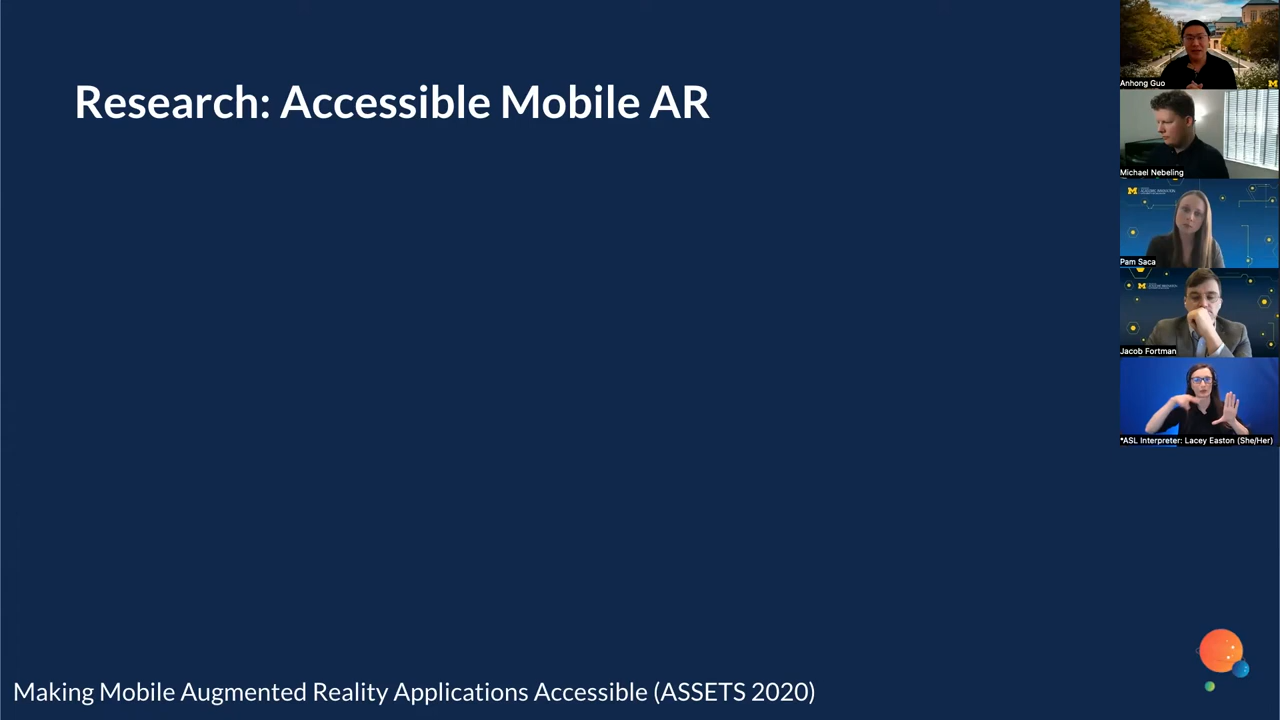 Research: Accessible Mobile AR
Anhong Guo
Michael Nebeling
Pam Saca
Jacob Fortman
*ASL Interpreter: Lacey Easton (She/Her)
Making Mobile Augmented Reality Applications Accessible (ASSETS 2020)